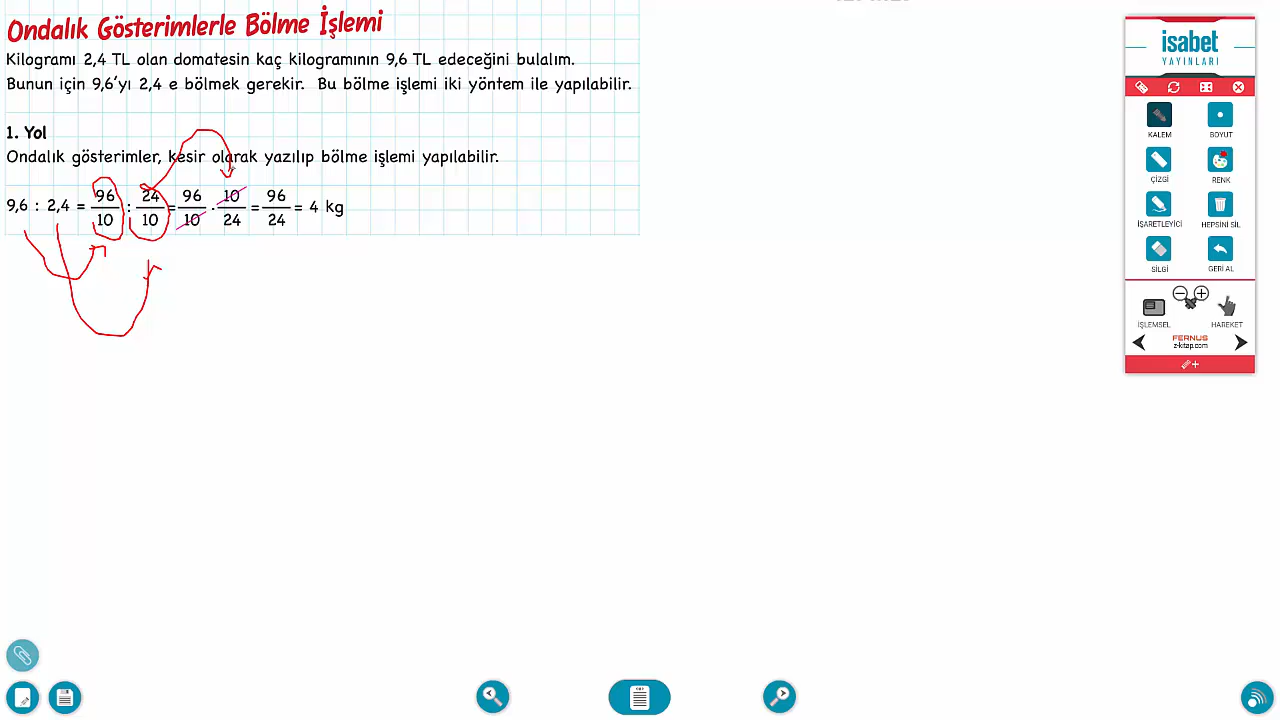 Ondalık Gösterimlerle Bölme İşlemi
Kilogramı 2,4 TL olan domatesin kaç kilogramının 9,6 TL edeceğini bulalım.
Bunun için 9,6'yı 2,4 e bölmek gerekir. Bu bölme işlemi iki yöntem ile yapılabilir.
1. Yol
Ondalık gösterimler, kesir olarak yazılıp bölme işlemi yapılabilir.
9,6 : 2,4 = 96/10 : 24/10 = 96/10 · 10/24 = 96/24 = 4 kg
isabet
YAYINLARI
KALEM BOYUT
ÇİZGİ RENK
İŞARETLEYİCİ HEPSİNİ SİL
SİLGİ GERİ AL
İŞLEMSEL HAREKET
FERNUS
z-kitap.com